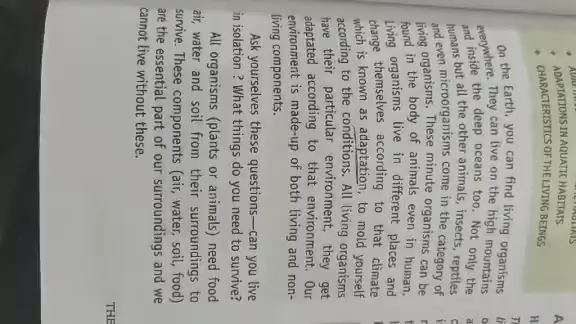 ADAPTATIONS IN AQUATIC HABITATS
CHARACTERISTICS OF THE LIVING BEINGS
On the Earth, you can find living organisms
everywhere. They can live on the high mountains
and inside the deep oceans too. Not only the
humans but all the other animals, insects, reptiles
and even microorganisms come in the category of
living organisms. These minute organisms can be
found in the body of animals even in human.
Living organisms live in different places and
change themselves according to that climate
which is known as adaptation, to mold yourself
according to the conditions. All living organisms
have their particular environment, they get
adaptated according to that environment. Our
environment is made-up of both living and non-
living components.
Ask yourselves these questions—can you live
in isolation ? What things do you need to survive?
All organisms (plants or animals) need food
air, water and soil from their surroundings to
survive. These components (air, water, soil, food)
are the essential part of our surroundings and we
cannot live without these.
THE